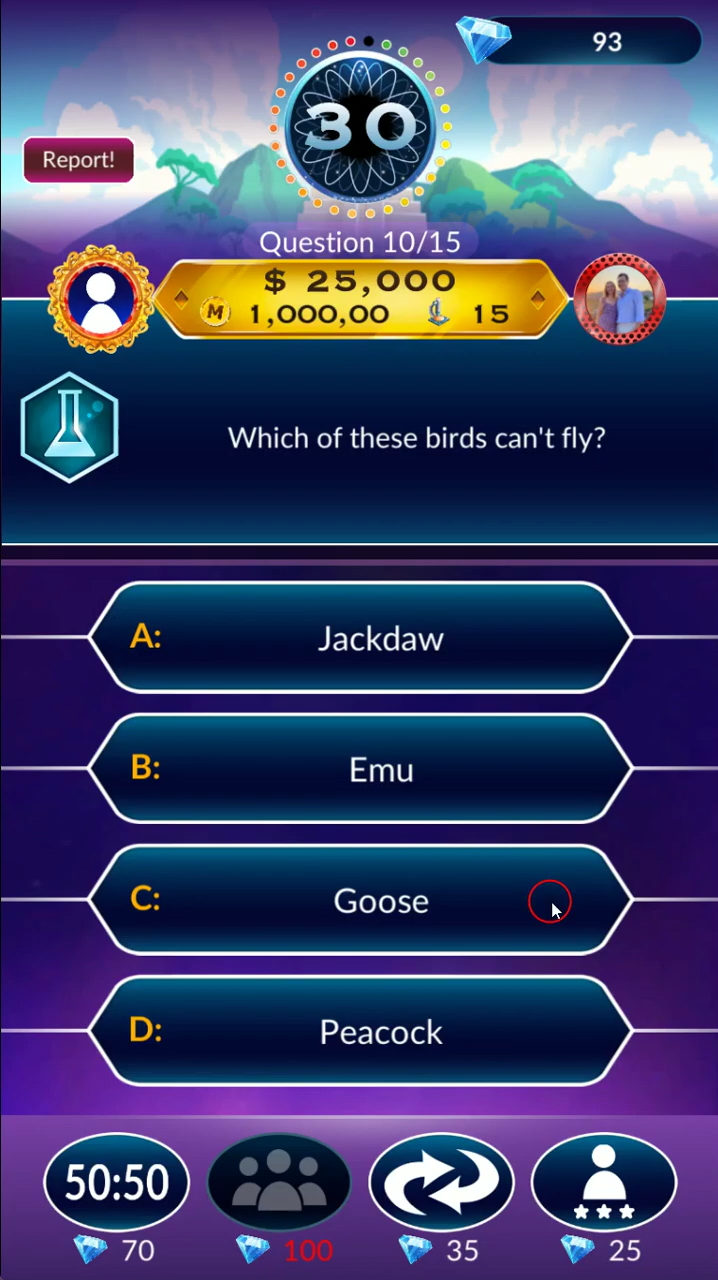 93
30
Report!
Question 10/15
$ 25,000
M 1,000,00 15
Which of these birds can't fly?
A: Jackdaw
B: Emu
C: Goose
D: Peacock
50:50
70 100 35 25